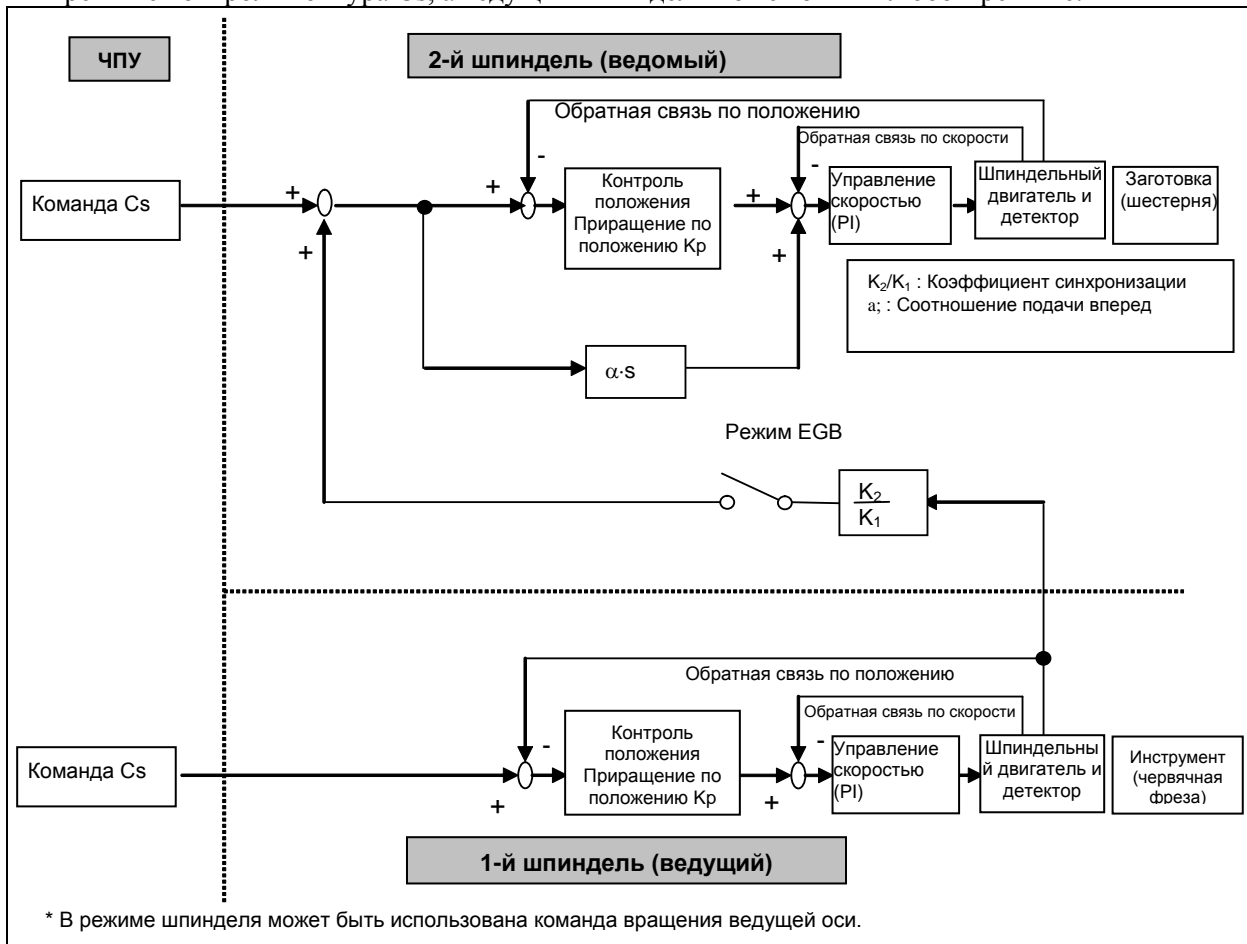 ЧПУ
2-й шпиндель (ведомый)
Обратная связь по положению
Обратная связь по скорости
-
-
Команда Cs
+
+
+
+
+
Контроль
положения
Приращение по
положению Kp
Управление
скоростью
(PI)
Шпиндельный
двигатель и
детектор
Заготовка
(шестерня)
K2/K1 : Коэффициент синхронизации
a; : Соотношение подачи вперед
α·s
Режим EGB
K2
K1
Обратная связь по положению
Обратная связь по скорости
-
-
Команда Cs
+
+
Контроль
положения
Приращение по
положению Kp
Управление
скоростью
(PI)
Шпиндельны
й двигатель и
детектор
Инструмент
(червячная
фреза)
1-й шпиндель (ведущий)
* В режиме шпинделя может быть использована команда вращения ведущей оси.